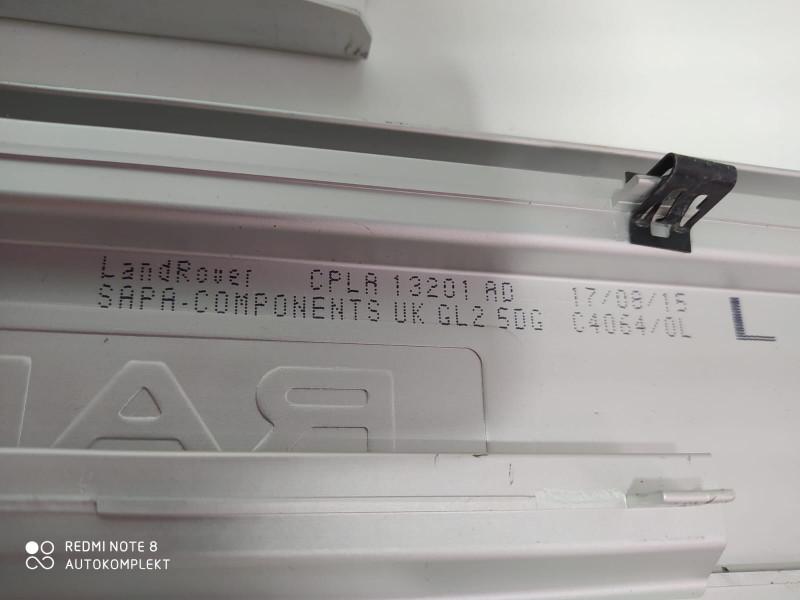 LandRover CPLA 13201 AD 17/08/15
SAPA-COMPONENTS UK GL2 5DG C4064/0L
L
REDMI NOTE 8
AUTOKOMPLEKT